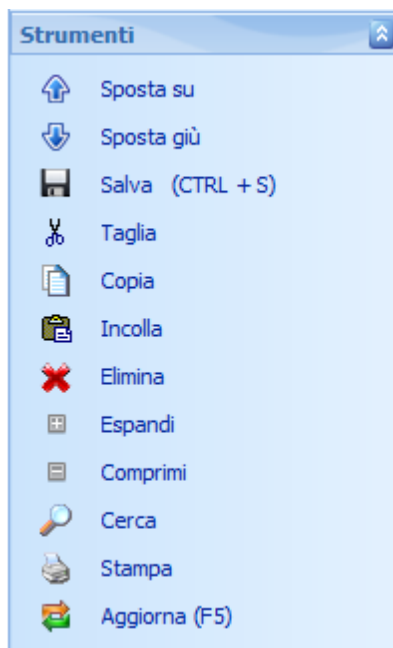 Strumenti
Sposta su
Sposta giù
Salva (CTRL + S)
Taglia
Copia
Incolla
Elimina
Espandi
Comprimi
Cerca
Stampa
Aggiorna (F5)